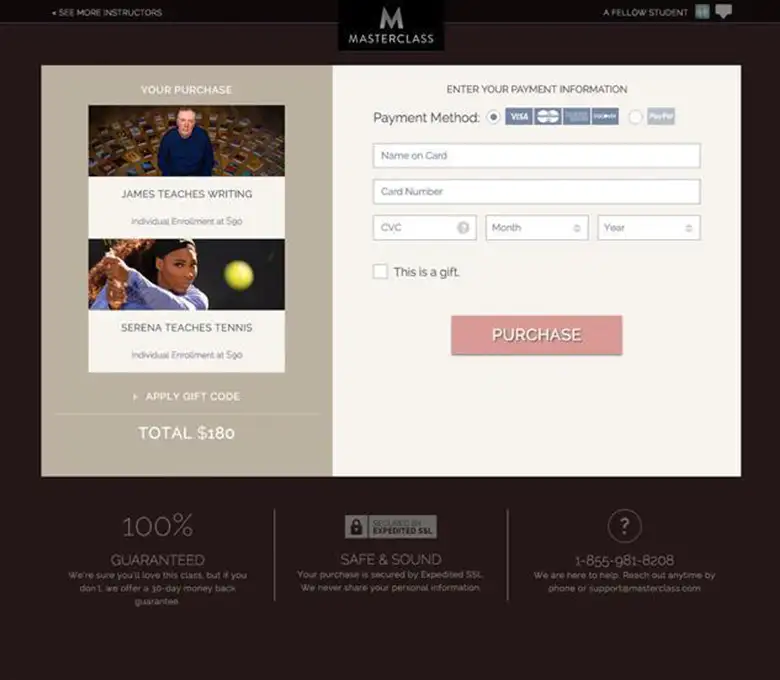 < SEE MORE INSTRUCTORS
MASTERCLASS
A FELLOW STUDENT
YOUR PURCHASE
JAMES TEACHES WRITING
Individual Enrollment at $90
SERENA TEACHES TENNIS
Individual Enrollment at $90
APPLY GIFT CODE
TOTAL $180
ENTER YOUR PAYMENT INFORMATION
Payment Method: VISA MasterCard DISCOVER PayPal
Name on Card
Card Number
CVC ? Month Year
This is a gift.
PURCHASE
100%
GUARANTEED
We're sure you'll love this class, but if you
don't, we offer a 30-day money back
guarantee.
SECURED BY
EXPEDITED SSL
SAFE & SOUND
Your purchase is secured by Expedited SSL.
We never share your personal information.
?
1-855-981-8208
We are here to help. Reach out anytime by
phone or support@masterclass.com